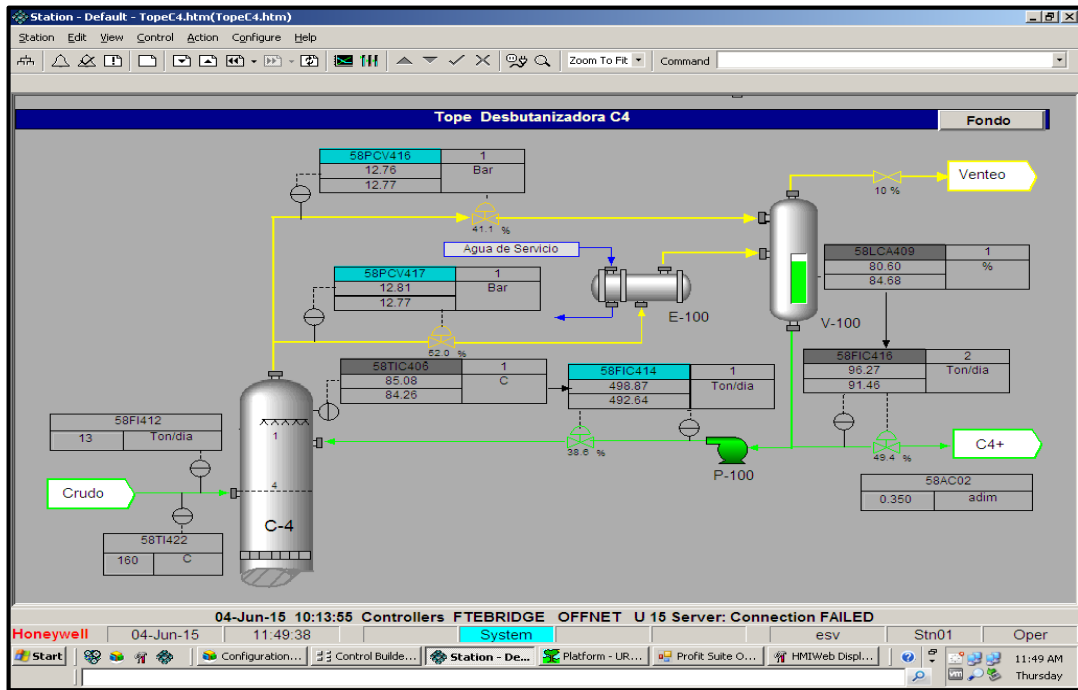 Station - Default - TopeC4.htm(TopeC4.htm)
Station Edit View Control Action Configure Help
Zoom To Fit Command
Tope Desbutanizadora C4
Fondo
58PCV416 1
12.76 Bar
12.77
41.1 %
Venteo
10 %
Agua de Servicio
58PCV417 1
12.81 Bar
12.77
62.0 %
E-100
58LCA409 1
80.60 %
84.68
V-100
58TIC406 1
85.08 C
84.26
58FIC414 1
498.87 Ton/dia
492.64
58FIC416 2
96.27 Ton/dia
91.46
58FI412
13 Ton/dia
1
4
38.6 %
P-100
49.4 %
C4+
Crudo
C-4
58AC02
0.350 adim
58TI422
160 C
04-Jun-15 10:13:55 Controllers FTEBRIDGE OFFNET U 15 Server: Connection FAILED
Honeywell 04-Jun-15 11:49:38 System esv Stn01 Oper
Start Configuration... Control Builde... Station - De... Platform - UR... Profit Suite O... HMIWeb Displ... 11:49 AM
Thursday